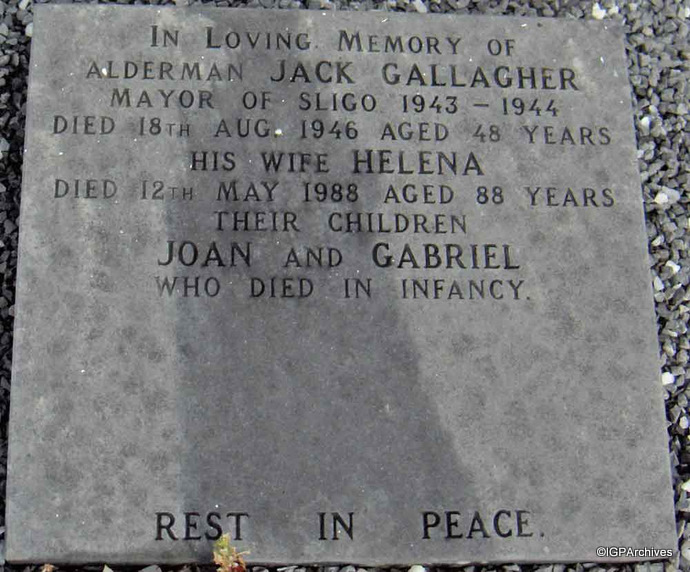 In Loving Memory of
Alderman JACK GALLAGHER
MAYOR OF SLIGO 1943 - 1944
DIED 18TH AUG. 1946 AGED 48 YEARS
HIS WIFE HELENA
DIED 12TH MAY 1988 AGED 88 YEARS
THEIR CHILDREN
JOAN AND GABRIEL
WHO DIED IN INFANCY.
REST IN PEACE.
©IGPArchives